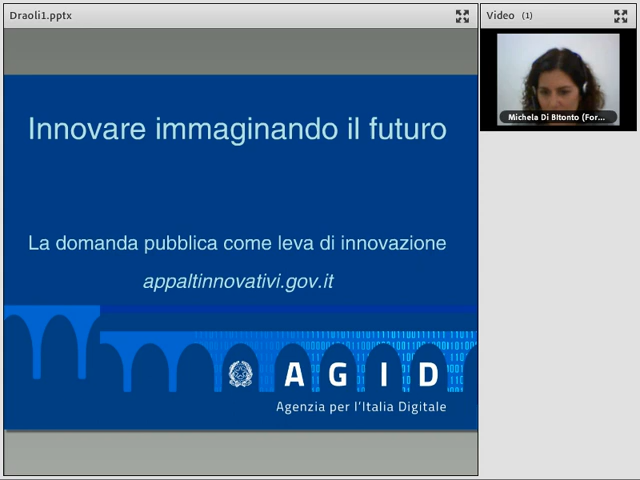 Draoli1.pptx
Video (1)
Michela Di Bitonto (For...
Innovare immaginando il futuro
La domanda pubblica come leva di innovazione
appaltinnovativi.gov.it
AGID
Agenzia per l'Italia Digitale